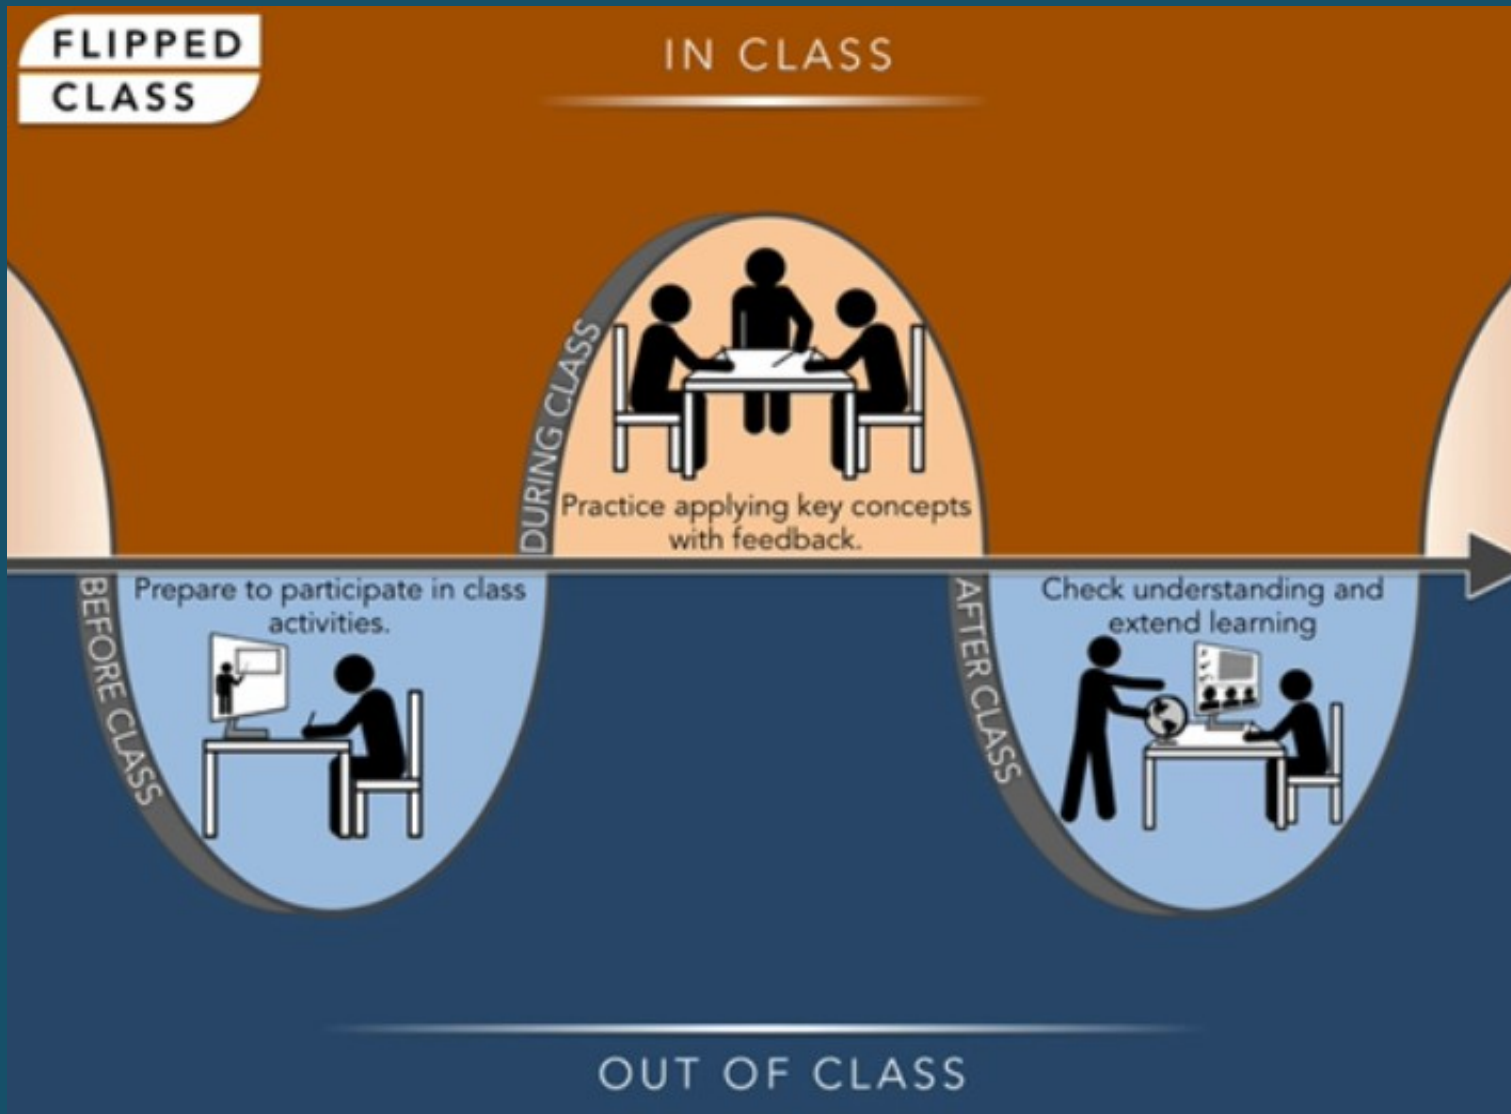 FLIPPED
CLASS
IN CLASS
DURING CLASS
Practice applying key concepts
with feedback.
BEFORE CLASS
Prepare to participate in class
activities.
AFTER CLASS
Check understanding and
extend learning
OUT OF CLASS